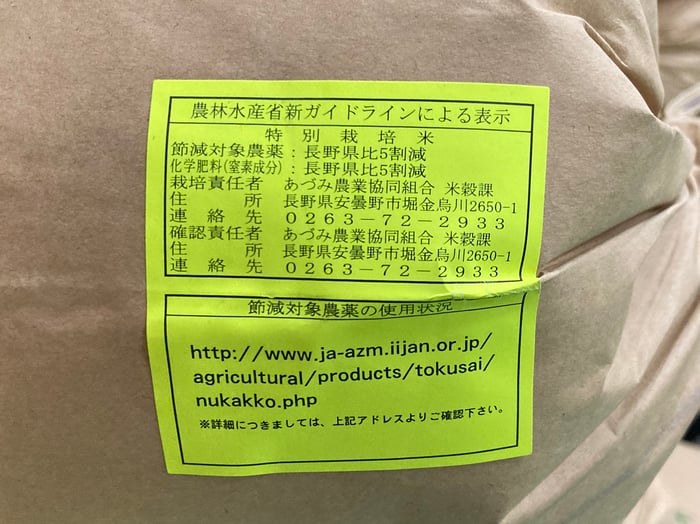 農林水産省新ガイドラインによる表示
特別栽培米
節減対象農薬:長野県比5割減
化学肥料(窒素成分):長野県比5割減
栽培責任者 あづみ農業協同組合 米穀課
住所 長野県安曇野市堀金烏川2650-1
連絡先 0263-72-2933
確認責任者 あづみ農業協同組合 米穀課
住所 長野県安曇野市堀金烏川2650-1
連絡先 0263-72-2933
節減対象農薬の使用状況
http://www.ja-azm.iijan.or.jp/
agricultural/products/tokusai/
nukakko.php
※詳細につきましては、上記アドレスよりご確認下さい。